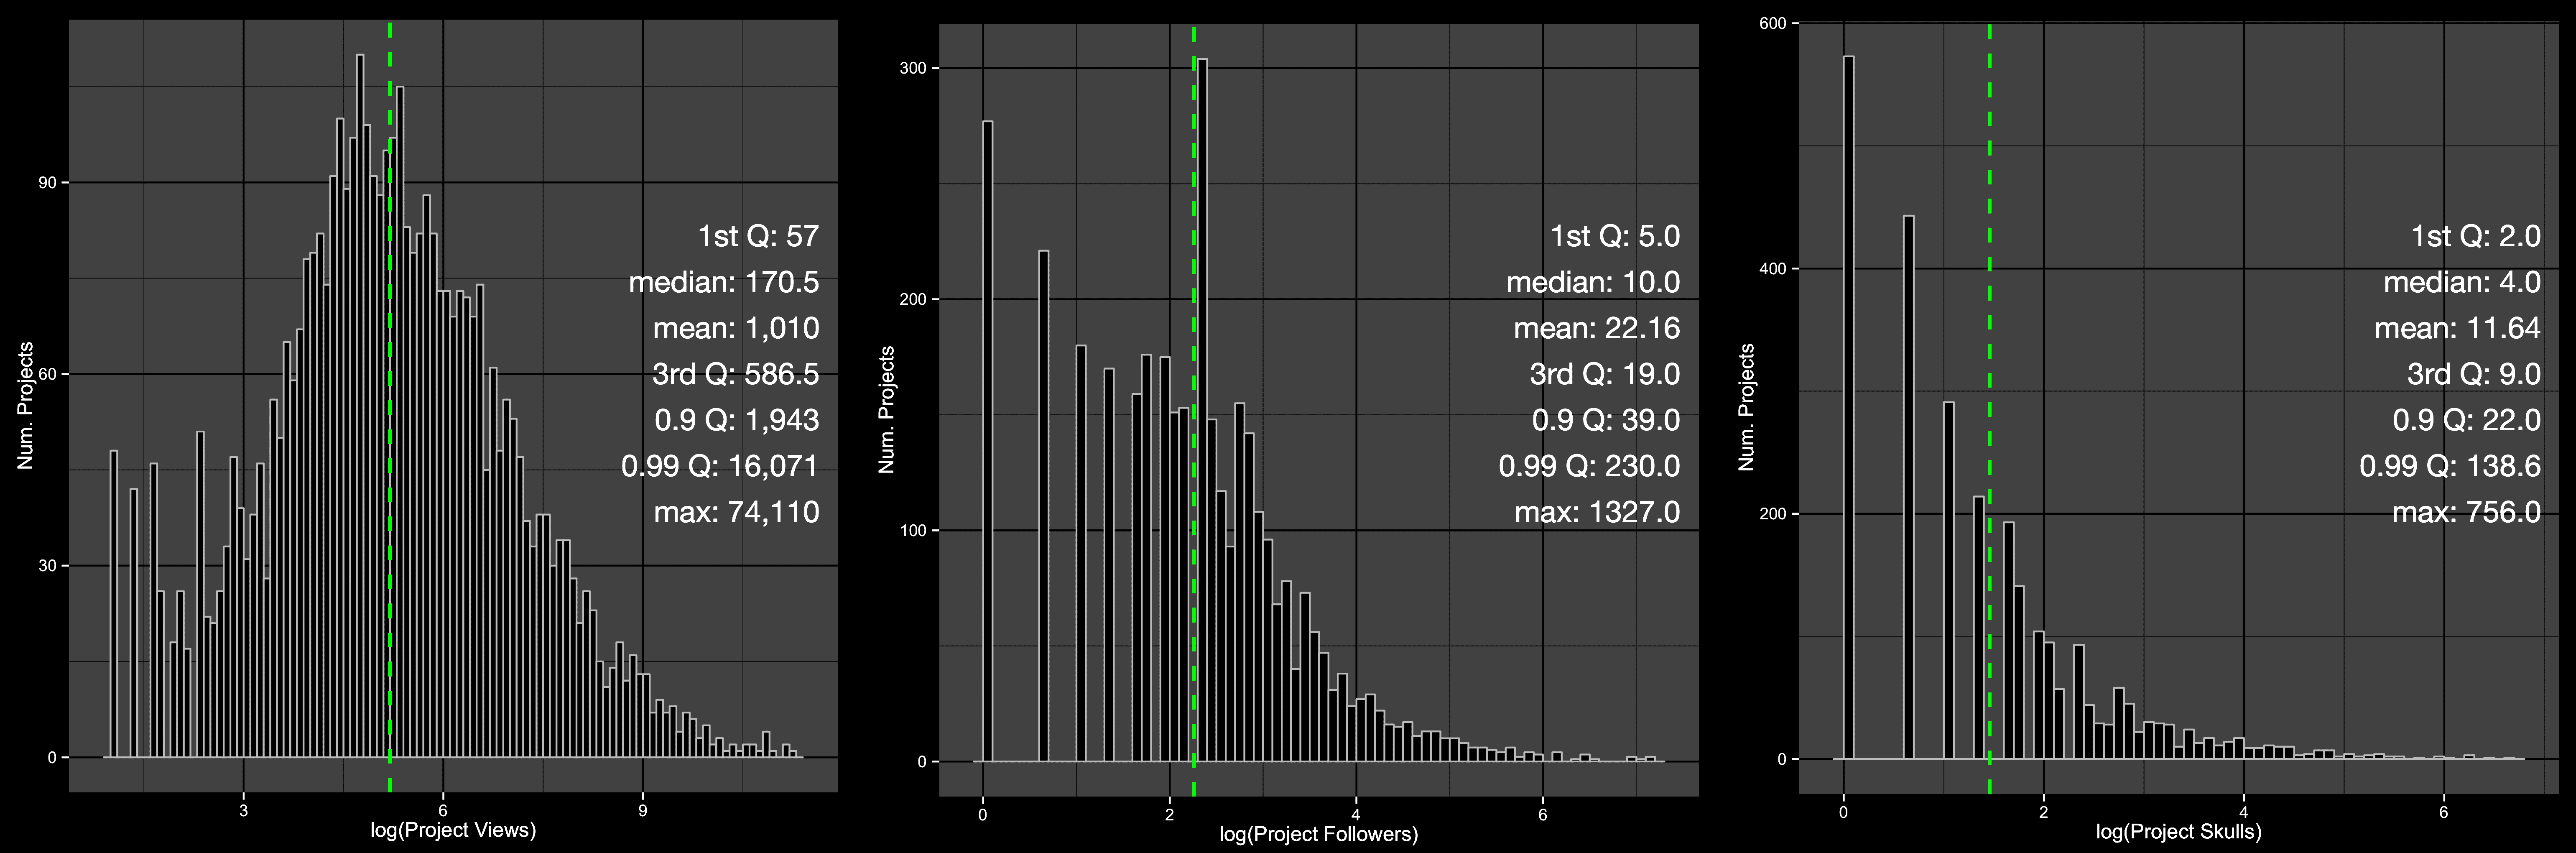 90
60
30
0
Num. Projects
1st Q: 57
median: 170.5
mean: 1,010
3rd Q: 586.5
0.9 Q: 1,943
0.99 Q: 16,071
max: 74,110
3
6
9
log(Project Views)
300
200
100
0
Num. Projects
1st Q: 5.0
median: 10.0
mean: 22.16
3rd Q: 19.0
0.9 Q: 39.0
0.99 Q: 230.0
max: 1327.0
0
2
4
6
log(Project Followers)
600
400
200
0
Num. Projects
1st Q: 2.0
median: 4.0
mean: 11.64
3rd Q: 9.0
0.9 Q: 22.0
0.99 Q: 138.6
max: 756.0
0
2
4
6
log(Project Skulls)